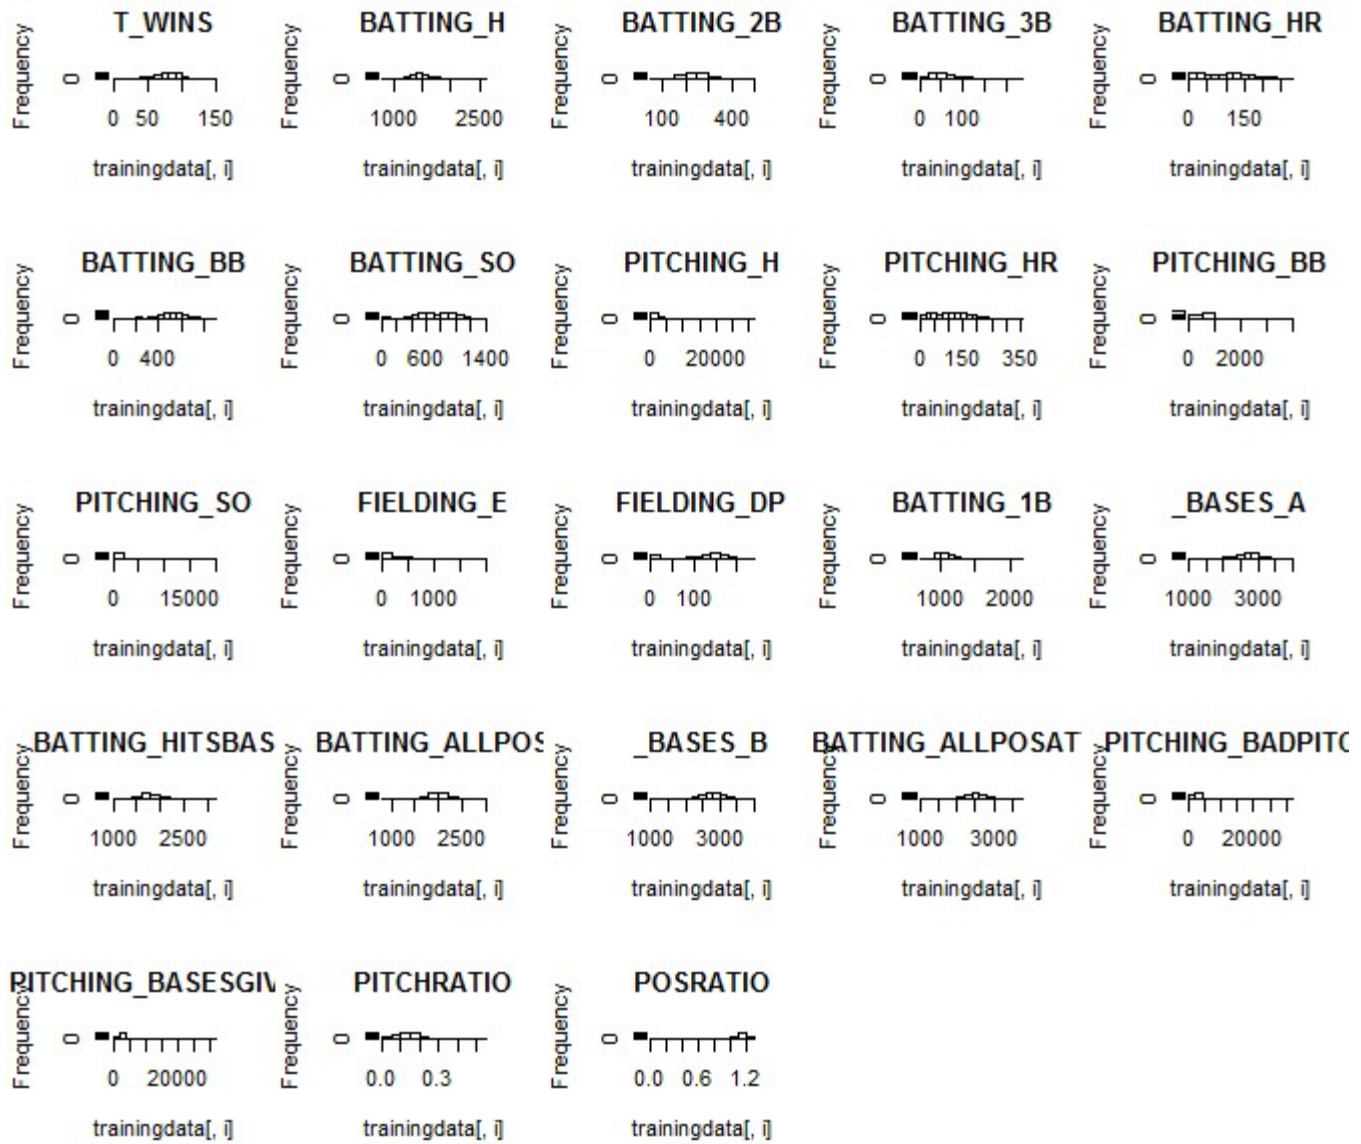 T_WINS BATTING_H BATTING_2B BATTING_3B BATTING_HR
Frequency Frequency Frequency Frequency Frequency
0 0 0 0 0
0 50 150 1000 2500 100 400 0 100 0 150
trainingdata[, i] trainingdata[, i] trainingdata[, i] trainingdata[, i] trainingdata[, i]
BATTING_BB BATTING_SO PITCHING_H PITCHING_HR PITCHING_BB
Frequency Frequency Frequency Frequency Frequency
0 0 0 0 0
0 400 0 600 1400 0 20000 0 150 350 0 2000
trainingdata[, i] trainingdata[, i] trainingdata[, i] trainingdata[, i] trainingdata[, i]
PITCHING_SO FIELDING_E FIELDING_DP BATTING_1B _BASES_A
Frequency Frequency Frequency Frequency Frequency
0 0 0 0 0
0 15000 0 1000 0 100 1000 2000 1000 3000
trainingdata[, i] trainingdata[, i] trainingdata[, i] trainingdata[, i] trainingdata[, i]
BATTING_HITSBAS BATTING_ALLPOS _BASES_B BATTING_ALLPOSAT PITCHING_BADPITC
Frequency Frequency Frequency Frequency Frequency
0 0 0 0 0
1000 2500 1000 2500 1000 3000 1000 3000 0 20000
trainingdata[, i] trainingdata[, i] trainingdata[, i] trainingdata[, i] trainingdata[, i]
PITCHING_BASESGIV PITCHRATIO POSRATIO
Frequency Frequency Frequency
0 0 0
0 20000 0.0 0.3 0.0 0.6 1.2
trainingdata[, i] trainingdata[, i] trainingdata[, i]